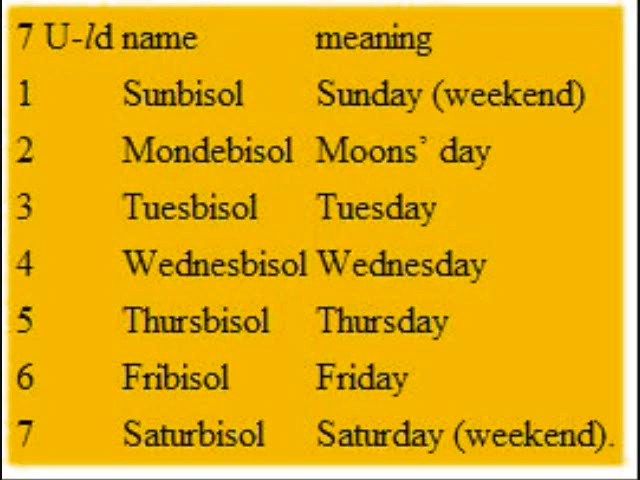 7 U-ld name meaning
1 Sunbisol Sunday (weekend)
2 Mondebisol Moons’ day
3 Tuesbisol Tuesday
4 Wednesbisol Wednesday
5 Thursbisol Thursday
6 Fribisol Friday
7 Saturbisol Saturday (weekend).